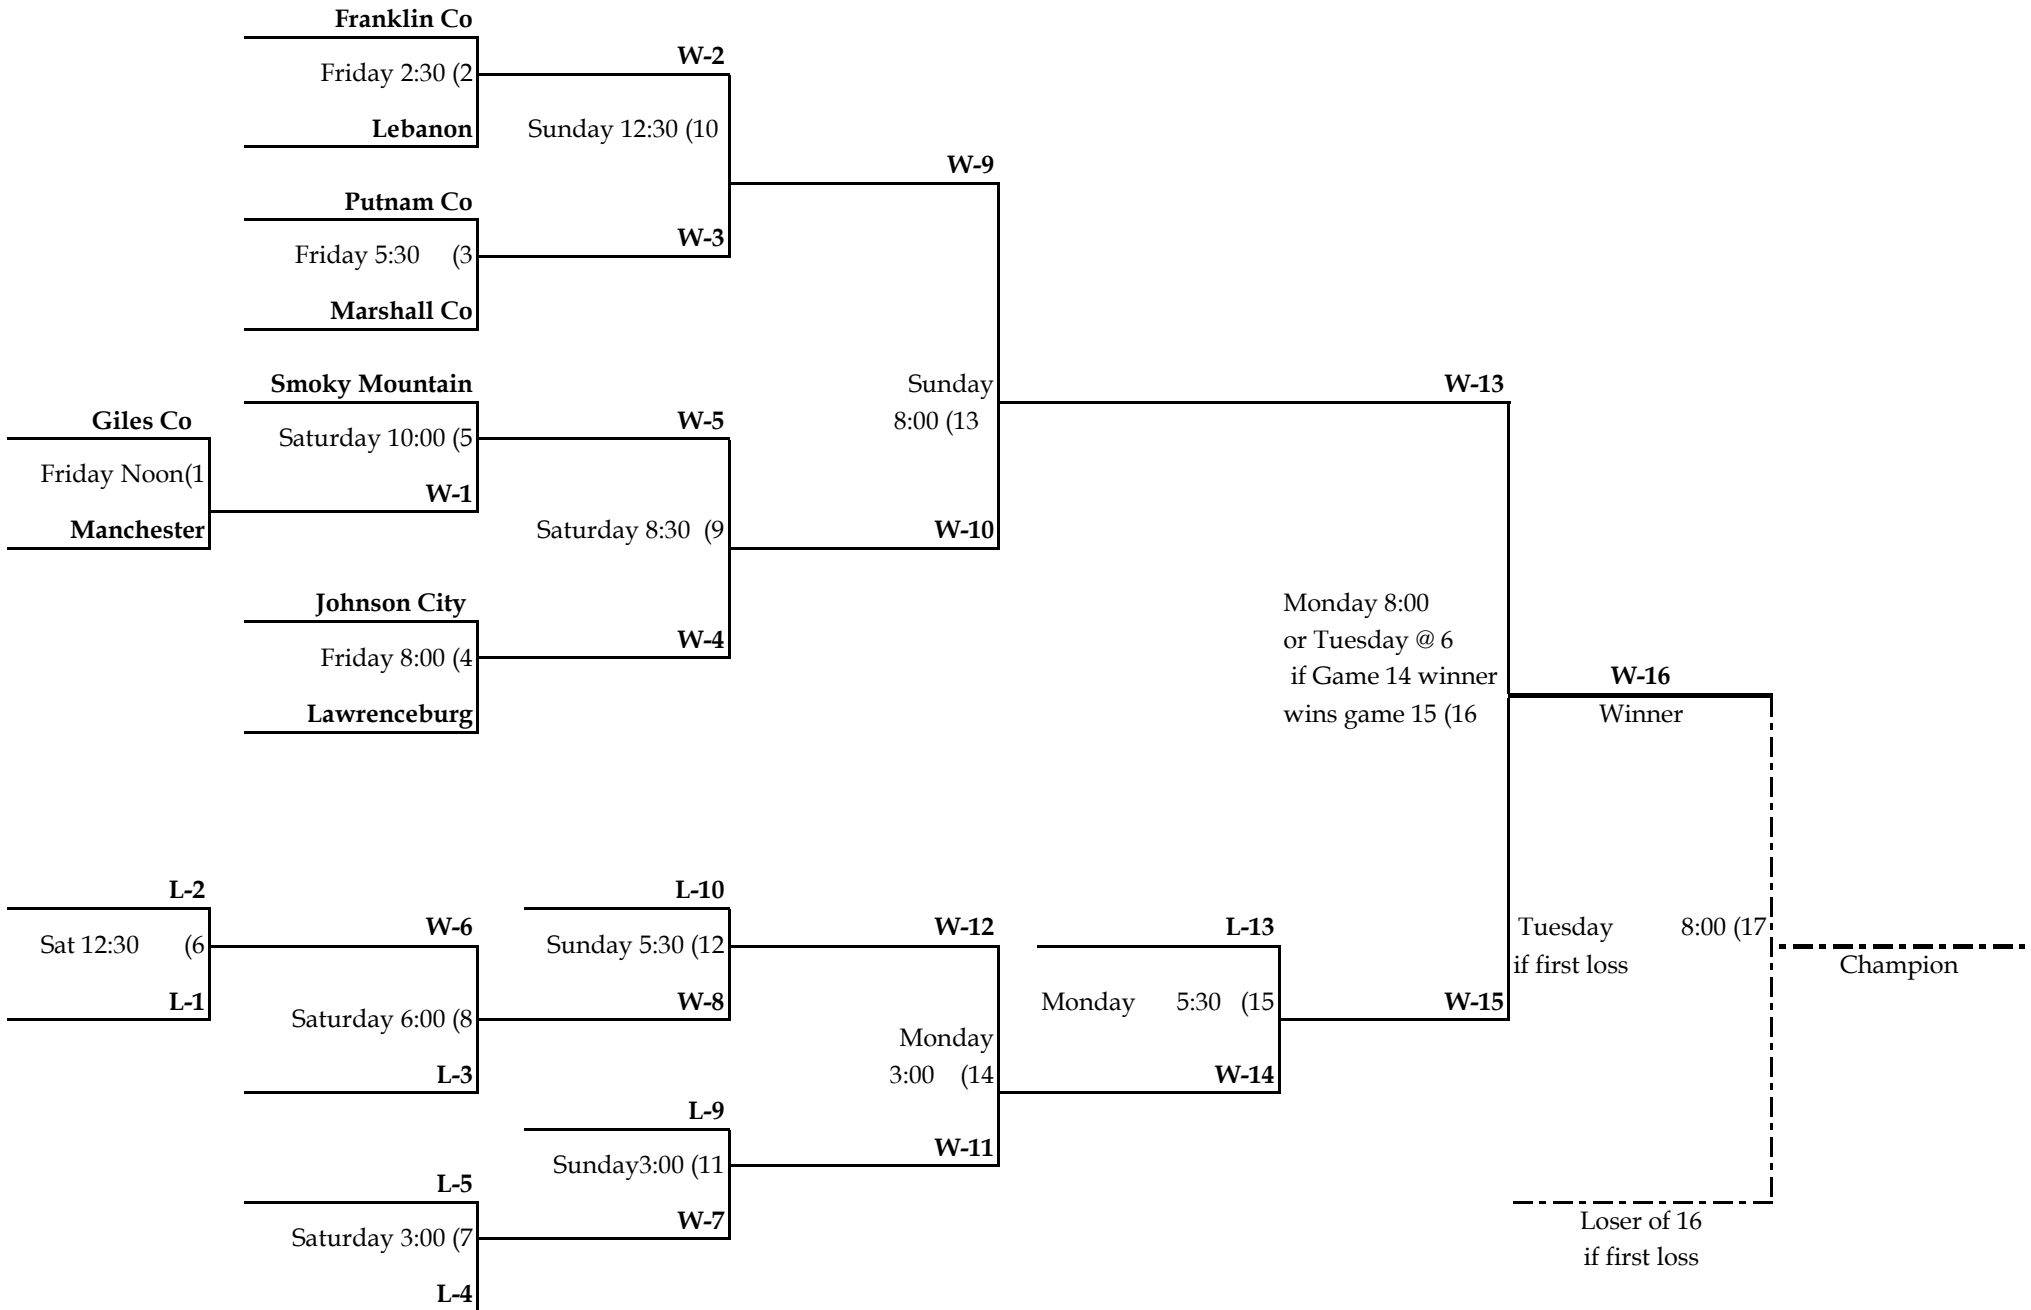 Franklin Co
W-2
Friday 2:30 (2
Lebanon
Sunday 12:30 (10
W-9
Putnam Co
W-3
Friday 5:30 (3
Marshall Co
Smoky Mountain
Sunday
8:00 (13
W-13
Giles Co
Saturday 10:00 (5
W-5
Friday Noon(1
W-1
Manchester
Saturday 8:30 (9
W-10
Johnson City
W-4
Friday 8:00 (4
Lawrenceburg
Monday 8:00
or Tuesday @ 6
if Game 14 winner
wins game 15 (16
W-16
Winner
L-2
L-10
Sat 12:30 (6
W-6
Sunday 5:30 (12
W-12
L-13
Tuesday 8:00 (17
if first loss
Champion
L-1
Saturday 6:00 (8
W-8
Monday 5:30 (15
W-15
Monday
3:00 (14
L-3
W-14
L-9
Sunday3:00 (11
W-11
L-5
W-7
Saturday 3:00 (7
L-4
Loser of 16
if first loss